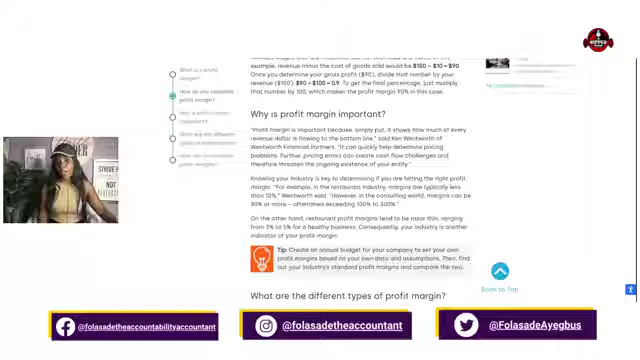 example, revenue minus the cost of goods sold would be $100 – $10 = $90.
Once you determine your gross profit ($90), divide that number by your
revenue ($100): $90 ÷ $100 = 0.9. To get the final percentage, just multiply
that number by 100, which makes the profit margin 90% in this case.
Why is profit margin important?
"Profit margin is important because, simply put, it shows how much of every
revenue dollar is flowing to the bottom line," said Ken Wentworth of
Wentworth Financial Partners. "It can quickly help determine pricing
problems. Further, pricing errors can create cash flow challenges and
therefore threaten the ongoing existence of your entity."
Knowing your industry is key to determining if you are hitting the right profit
margin. "For example, in the restaurant industry, margins are typically less
than 10%," Wentworth said. "However, in the consulting world, margins can be
80% or more – oftentimes exceeding 100% to 300%."
On the other hand, restaurant profit margins tend to be razor thin, ranging
from 3% to 5% for a healthy business. Consequently, your industry is another
indicator of your profit margin.
Tip: Create an annual budget for your company to set your own
profit margins based on your own data and assumptions. Then, find
out your industry's standard profit margins and compare the two.
Back to Top
What are the different types of profit margin?
@folasadetheaccountabilityaccountant
@folasadetheaccountant
@FolasadeAyegbus